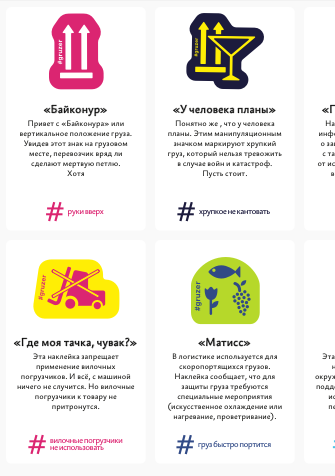 #gruzer
«Байконур»
Привет с «Байконура» или
вертикальное положение груза.
Увидев этот знак на грузовом
месте, перевозчик вряд ли
сделают мертвую петлю.
Хотя
# руки вверх
#gruzer
«У человека планы»
Понятно же , что у человека
планы. Этим манипуляционным
значком маркируют хрупкий
груз, который нельзя тревожить
в случае войн и катастроф.
Пусть стоит.
# хрупкое не кантовать
#gruzer
«Где моя тачка, чувак?»
Эта наклейка запрещает
применение вилочных
погрузчиков. И всё, с машиной
ничего не случится. Но вилочные
погрузчики к товару не
притронутся.
# вилочные погрузчики
не использовать
#gruzer
«Матисс»
В логистике используется для
скоропортящихся грузов.
Наклейка сообщает, что для
защиты груза требуются
специальные мероприятия
(искусственное охлаждение или
нагревание, проветривание).
# груз быстро портится